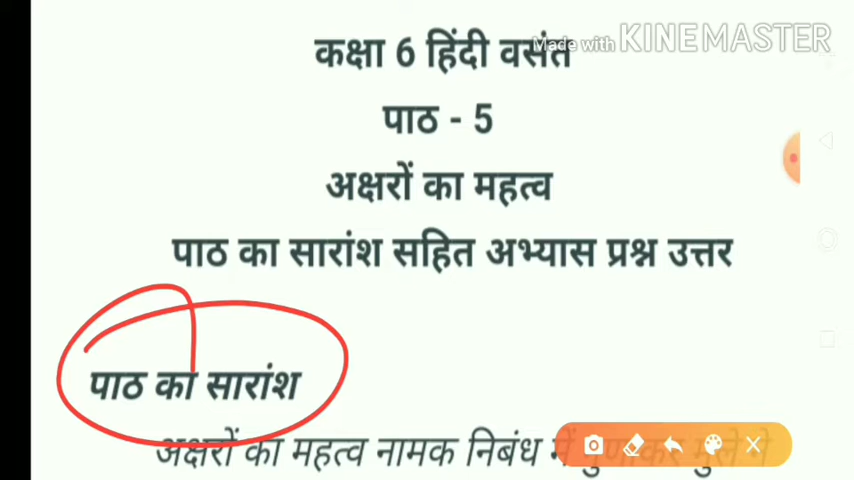 Made with KINEMASTER
कक्षा 6 हिंदी वसंत
पाठ - 5
अक्षरों का महत्व
पाठ का सारांश सहित अभ्यास प्रश्न उत्तर
पाठ का सारांश
अक्षरों का महत्व नामक निबंध में गुणाकर मुले ने